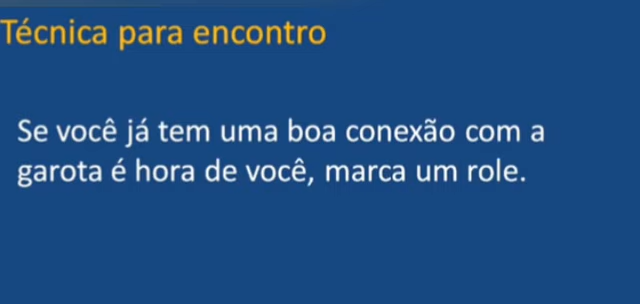 Técnica para encontro
Se você já tem uma boa conexão com a
garota é hora de você, marca um role.